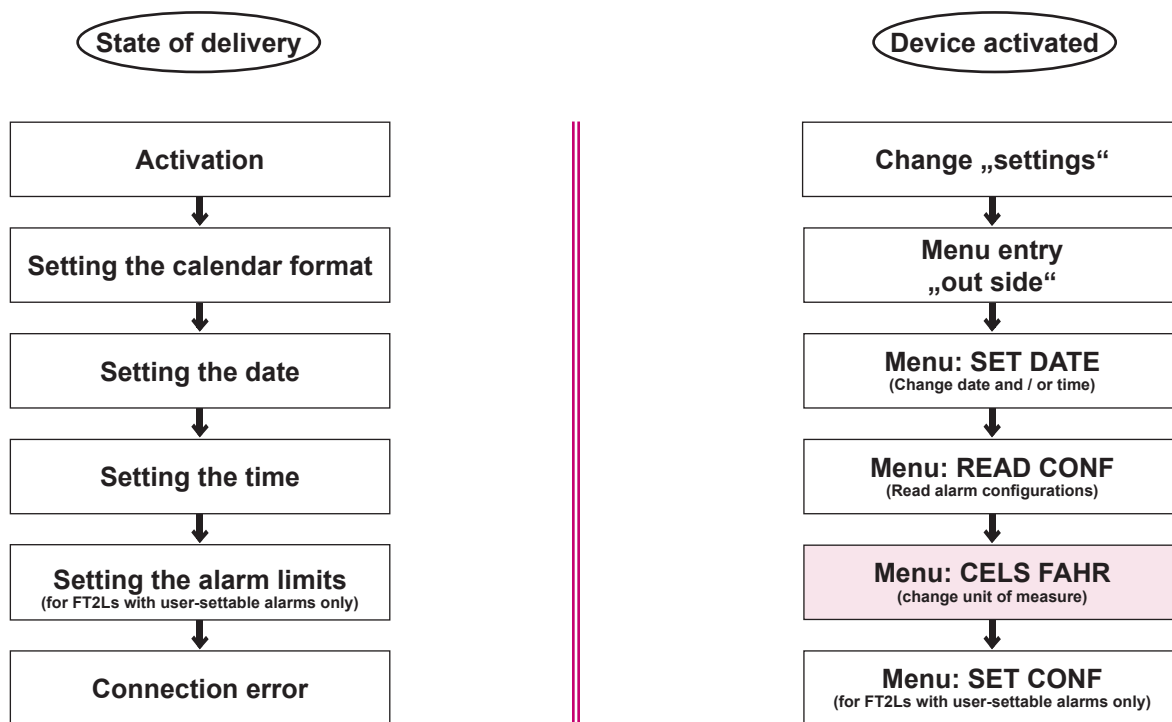 State of delivery
Activation
Setting the calendar format
Setting the date
Setting the time
Setting the alarm limits
(for FT2Ls with user-settable alarms only)
Connection error
Device activated
Change „settings“
Menu entry
„out side“
Menu: SET DATE
(Change date and / or time)
Menu: READ CONF
(Read alarm configurations)
Menu: CELS FAHR
(change unit of measure)
Menu: SET CONF
(for FT2Ls with user-settable alarms only)